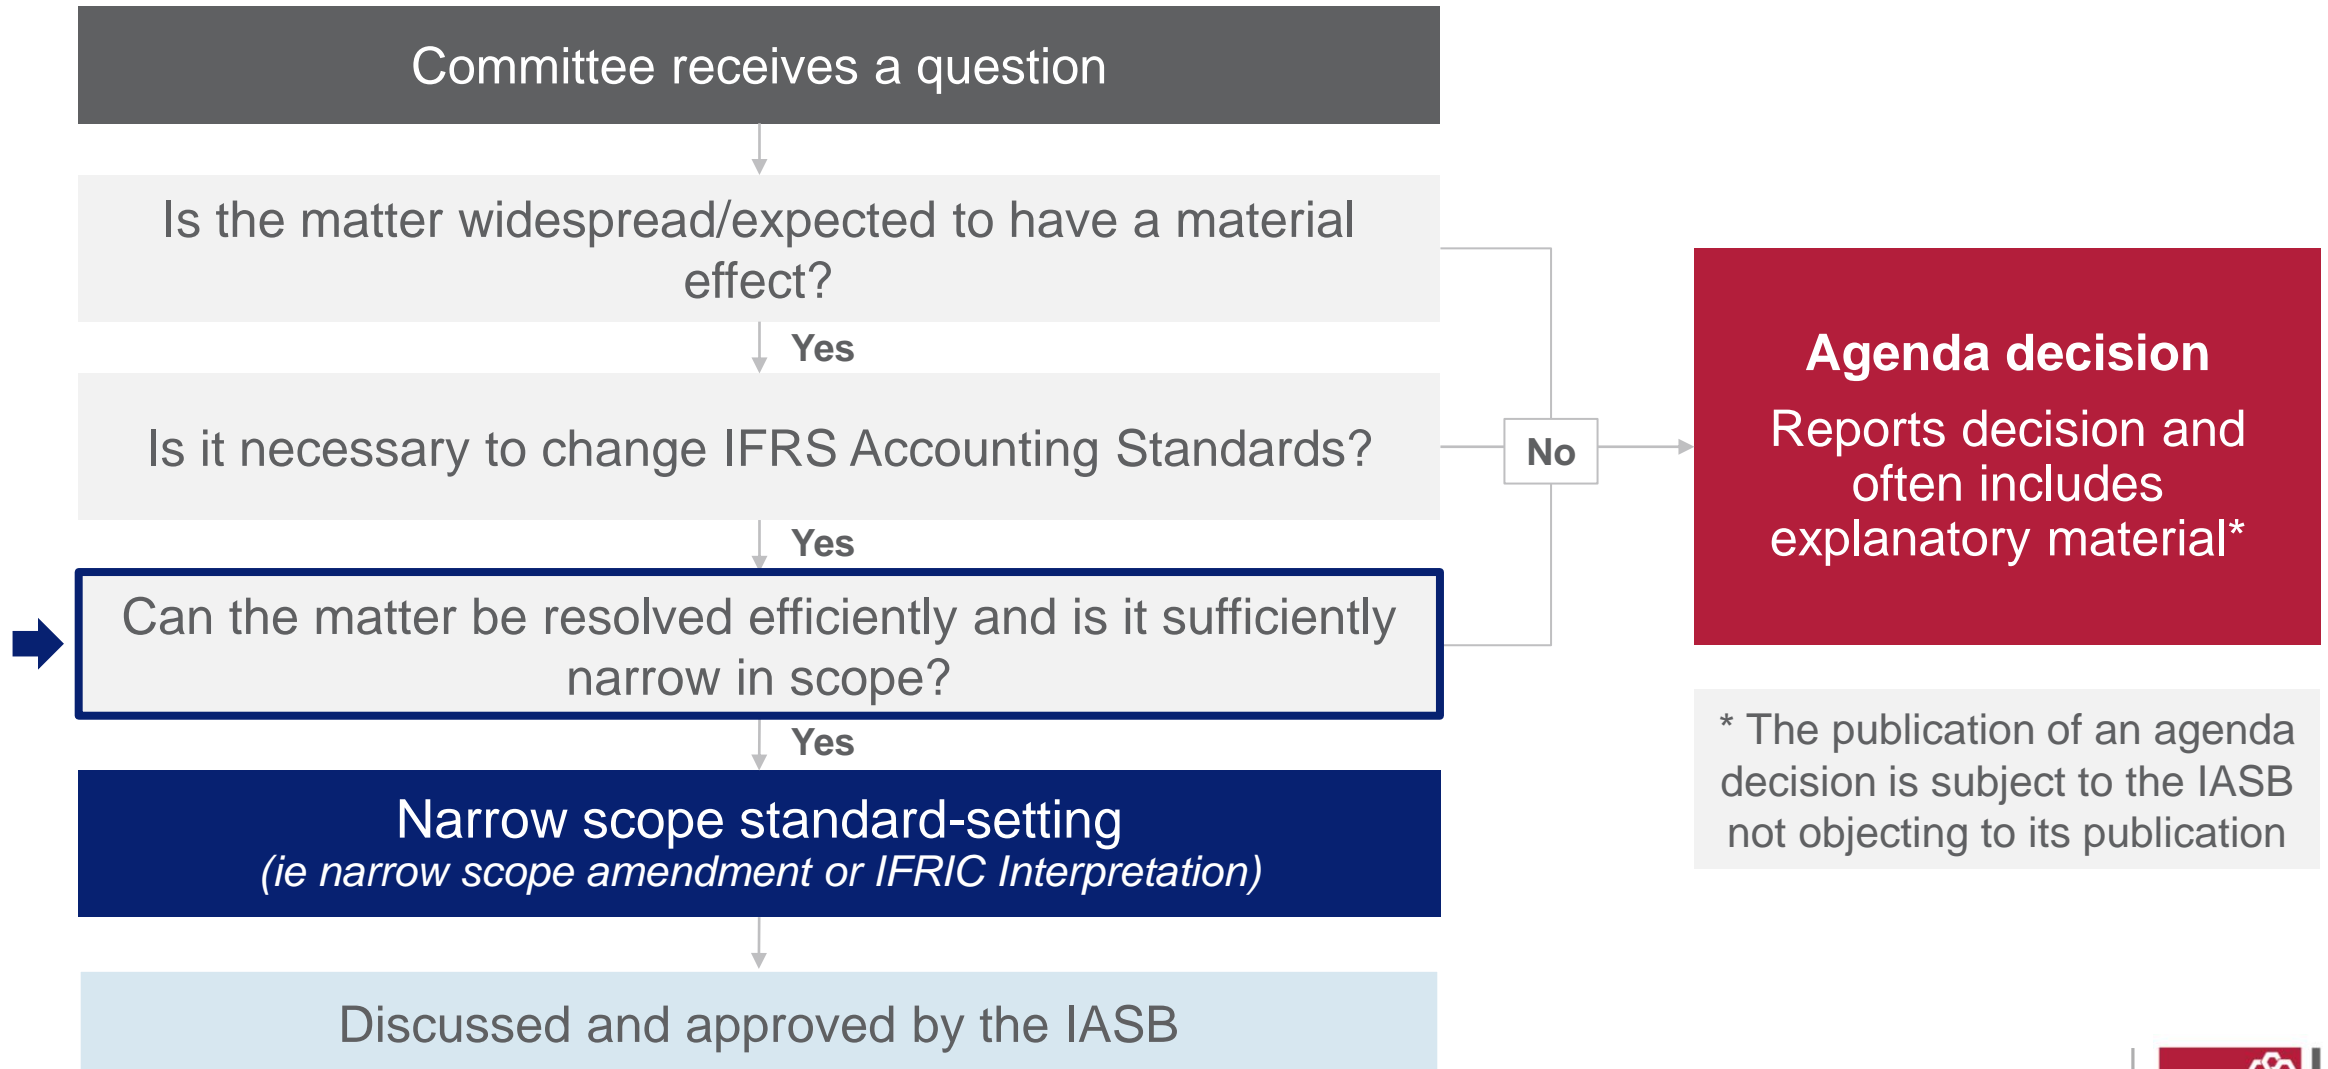 Committee receives a question
Is the matter widespread/expected to have a material
effect?
Yes
Is it necessary to change IFRS Accounting Standards?
Yes
Can the matter be resolved efficiently and is it sufficiently
narrow in scope?
Yes
Narrow scope standard-setting
(ie narrow scope amendment or IFRIC Interpretation)
Discussed and approved by the IASB
No
Agenda decision
Reports decision and
often includes
explanatory material*
* The publication of an agenda
decision is subject to the IASB
not objecting to its publication